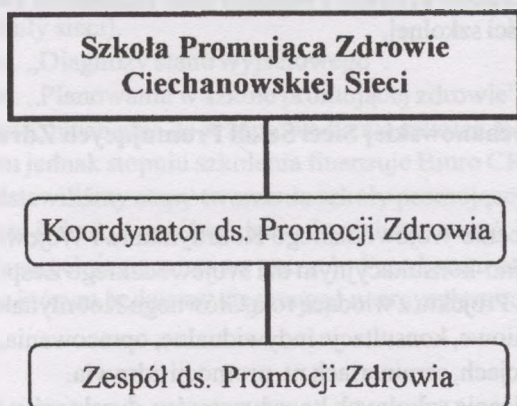 Szkoła Promująca Zdrowie
Ciechanowskiej Sieci
Koordynator ds. Promocji Zdrowia
Zespół ds. Promocji Zdrowia